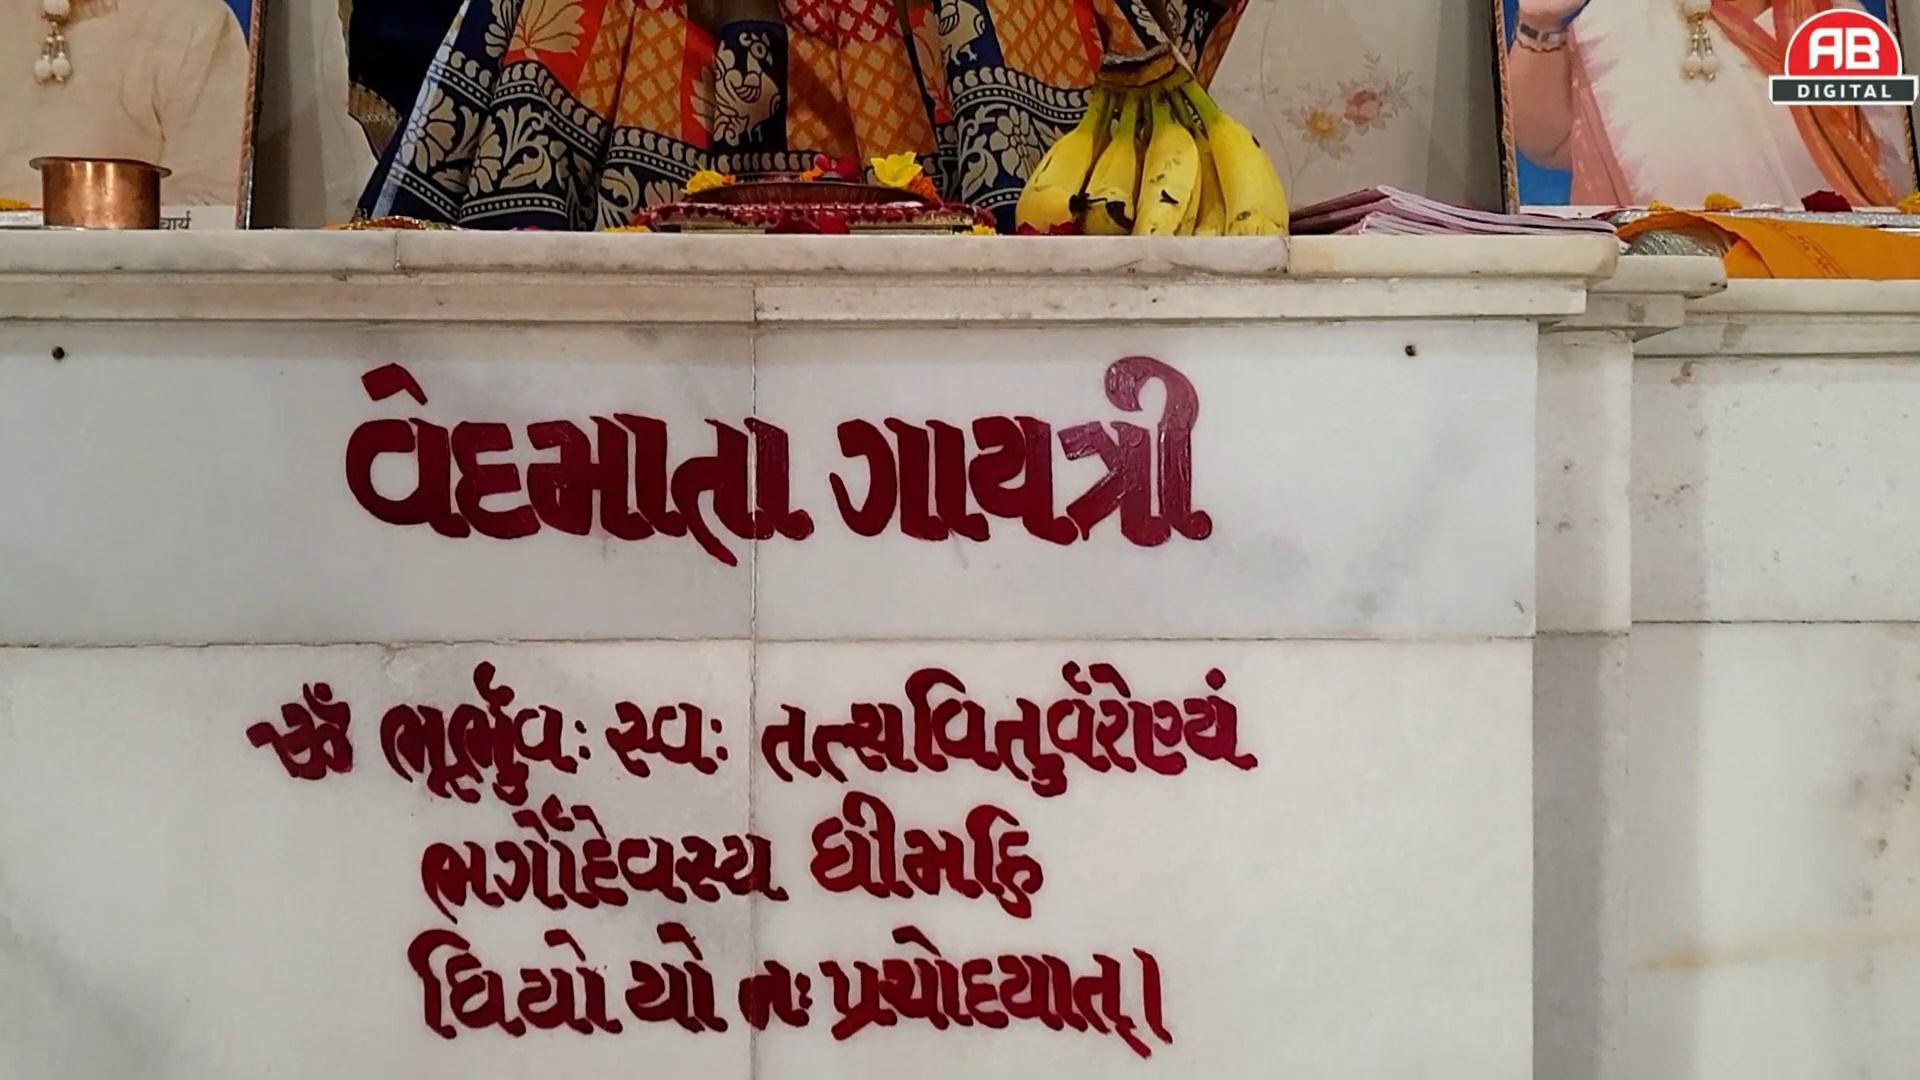 AB
DIGITAL
वેદમાતા ગાયત્રી
ૐ ભૂર્ભુવઃ સ્વઃ તત્સવિતુર્વરેણ્યં
ભર્ગોદેવસ્ય ધીમહિ
ધિયો યો નઃ પ્રચોદયાત્।